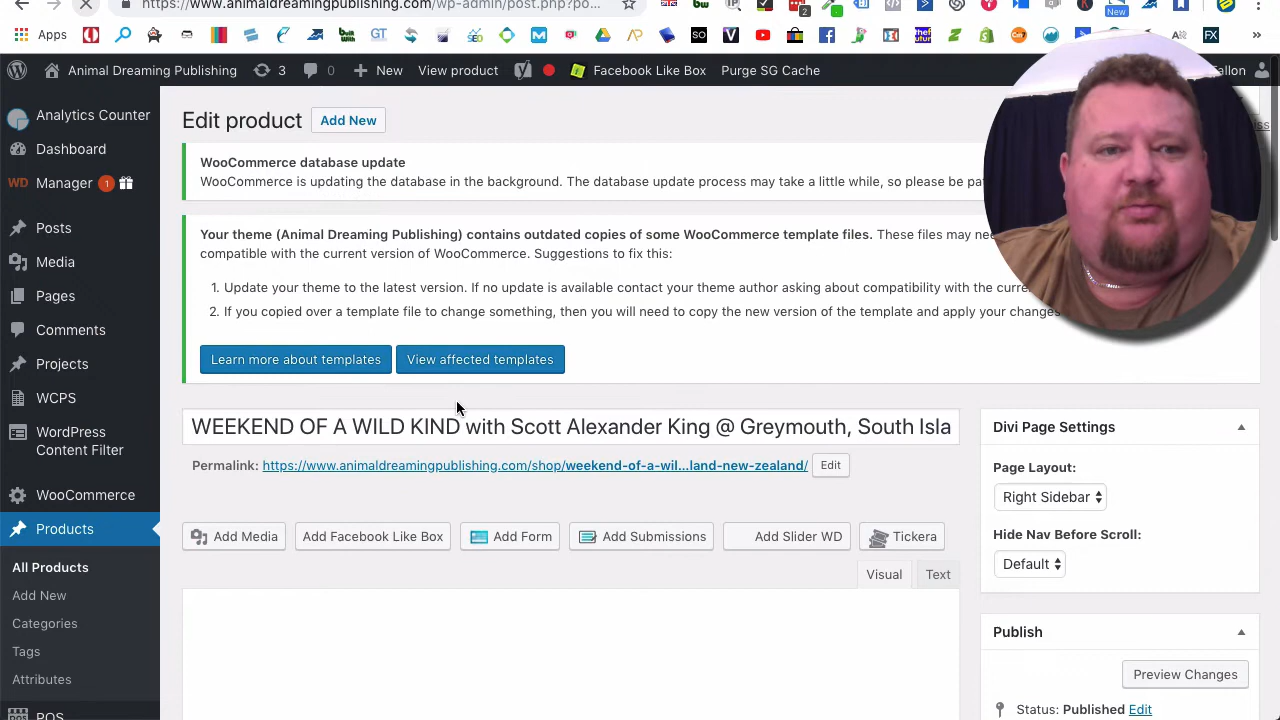 https://www.animaldreamingpublishing.com/wp-admin/post.php?po...
2
New
Apps
GT
SO
V
FX
»
Animal Dreaming Publishing
3
0
New
View product
Facebook Like Box
Purge SG Cache
allon
Analytics Counter
Dashboard
WD Manager 1
Posts
Media
Pages
Comments
Projects
WCPS
WordPress
Content Filter
WooCommerce
Products
All Products
Add New
Categories
Tags
Attributes
POS
Edit product
Add New
WooCommerce database update
WooCommerce is updating the database in the background. The database update process may take a little while, so please be pat
Your theme (Animal Dreaming Publishing) contains outdated copies of some WooCommerce template files. These files may nee
compatible with the current version of WooCommerce. Suggestions to fix this:
1. Update your theme to the latest version. If no update is available contact your theme author asking about compatibility with the curre
2. If you copied over a template file to change something, then you will need to copy the new version of the template and apply your changes
Learn more about templates
View affected templates
WEEKEND OF A WILD KIND with Scott Alexander King @ Greymouth, South Isla
Permalink: https://www.animaldreamingpublishing.com/shop/weekend-of-a-wil...land-new-zealand/
Edit
Add Media
Add Facebook Like Box
Add Form
Add Submissions
Add Slider WD
Tickera
Visual
Text
Divi Page Settings
Page Layout:
Right Sidebar
Hide Nav Before Scroll:
Default
Publish
Preview Changes
Status: Published Edit